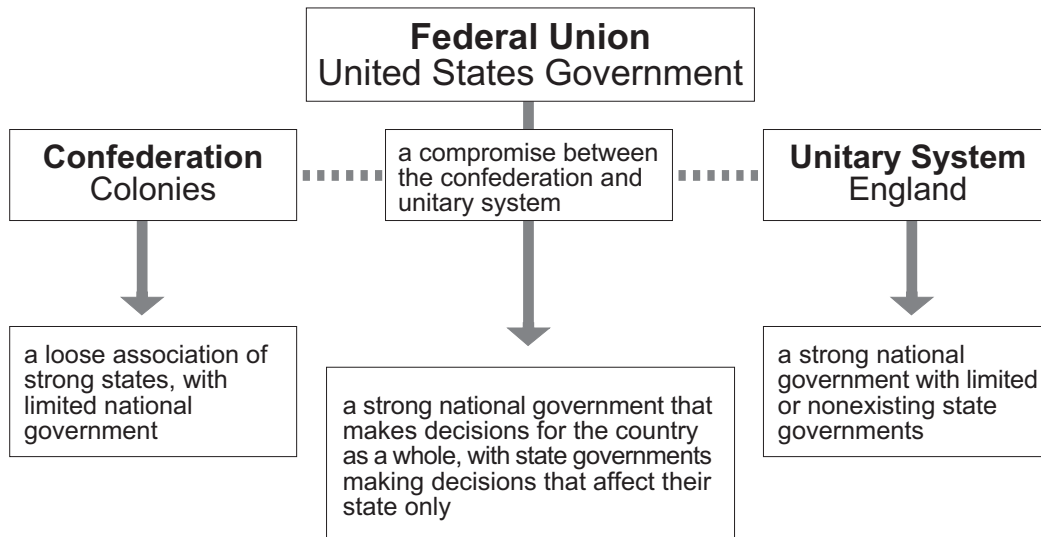 Federal Union
United States Government
Confederation
Colonies
a compromise between
the confederation and
unitary system
Unitary System
England
a loose association of
strong states, with
limited national
government
a strong national government that
makes decisions for the country
as a whole, with state governments
making decisions that affect their
state only
a strong national
government with limited
or nonexisting state
governments